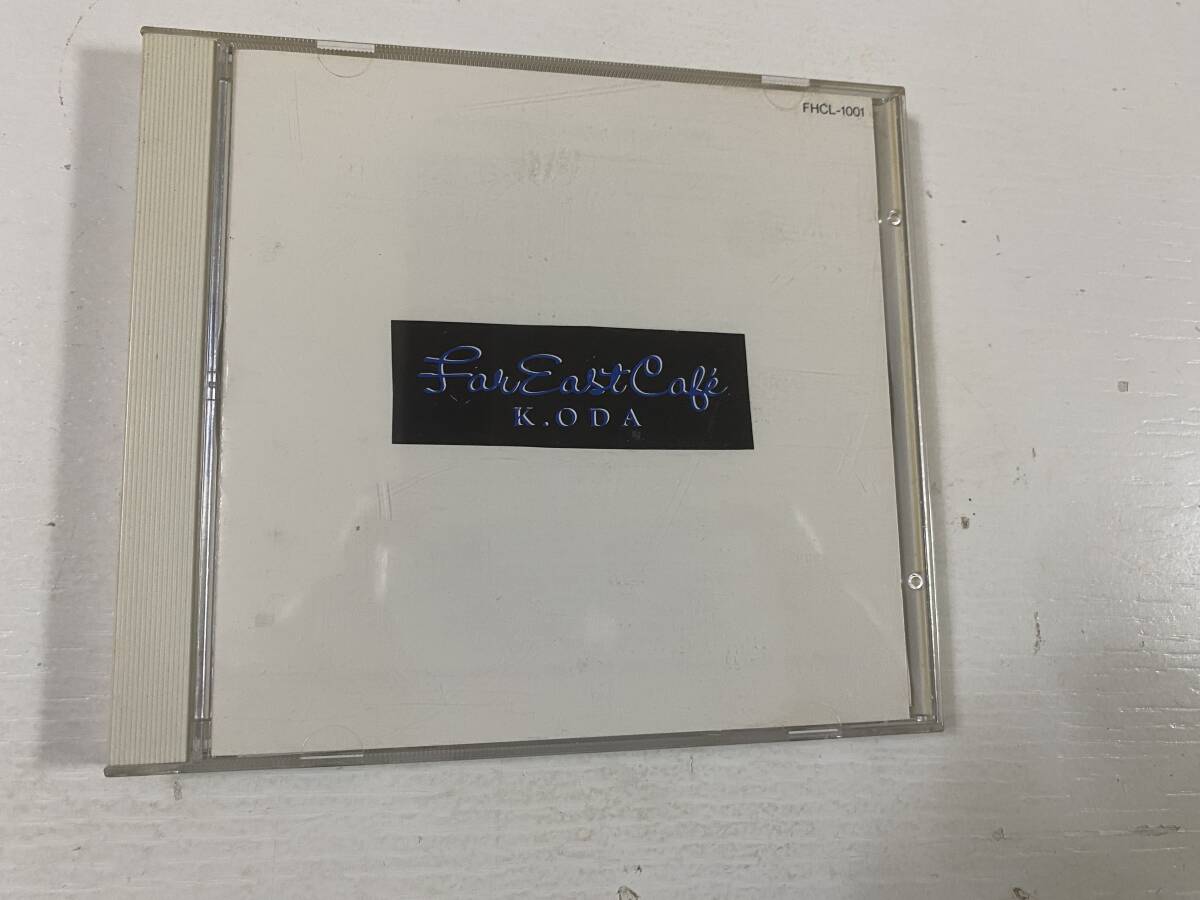 FHCL-1001
Far East Café
K.ODA